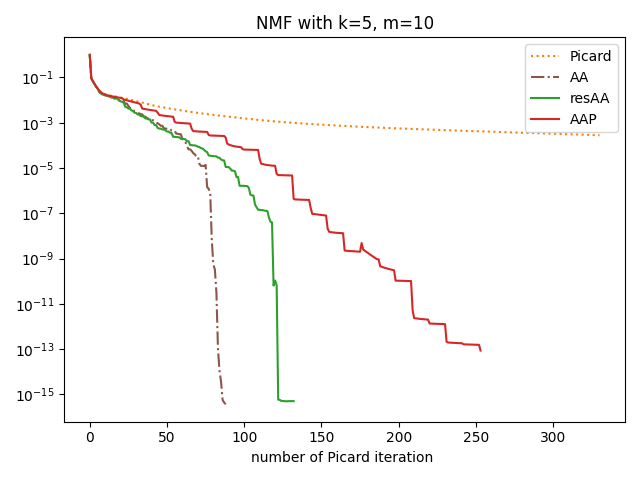 NMF with k=5, m=10
Picard
AA
resAA
AAP
10⁻¹
10⁻³
10⁻⁵
10⁻⁷
10⁻⁹
10⁻¹¹
10⁻¹³
10⁻¹⁵
0 50 100 150 200 250 300
number of Picard iteration